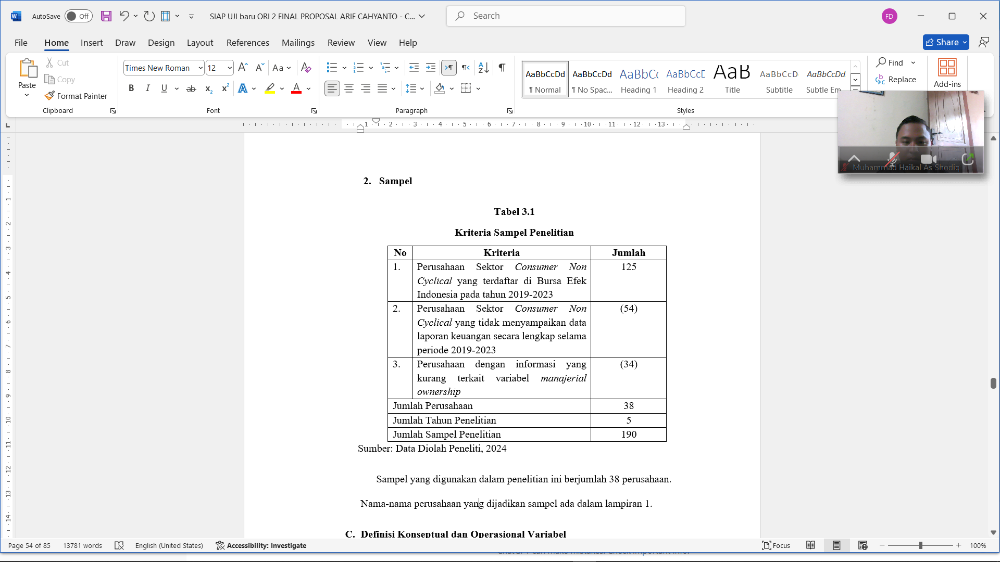 AutoSave Off SIAP UJI baru ORI 2 FINAL PROPOSAL ARIF CAHYANTO - C... Search FD
File Home Insert Draw Design Layout References Mailings Review View Help Share
Paste Cut Copy Format Painter Clipboard
Times New Roman 12 Font
Paragraph
AaBbCcDd AaBbCcDd AaBbCc AaBbCcD AaB AaBbCcD AaBbCcDd
¶ Normal ¶ No Spac... Heading 1 Heading 2 Title Subtitle Subtle Em
Styles
Find Replace Add-ins
Muhammad Haikal As Shodiq
1 2 3 4 5 6 7 8 9 10 11 12 13
2. Sampel
Tabel 3.1
Kriteria Sampel Penelitian
No Kriteria Jumlah
1. Perusahaan Sektor Consumer Non 125
Cyclical yang terdaftar di Bursa Efek
Indonesia pada tahun 2019-2023
2. Perusahaan Sektor Consumer Non (54)
Cyclical yang tidak menyampaikan data
laporan keuangan secara lengkap selama
periode 2019-2023
3. Perusahaan dengan informasi yang (34)
kurang terkait variabel manajerial
ownership
Jumlah Perusahaan 38
Jumlah Tahun Penelitian 5
Jumlah Sampel Penelitian 190
Sumber: Data Diolah Peneliti, 2024
Sampel yang digunakan dalam penelitian ini berjumlah 38 perusahaan.
Nama-nama perusahaan yang dijadikan sampel ada dalam lampiran 1.
C. Definisi Konseptual dan Operasional Variabel
Page 54 of 85 13781 words English (United States) Accessibility: Investigate Focus 100%